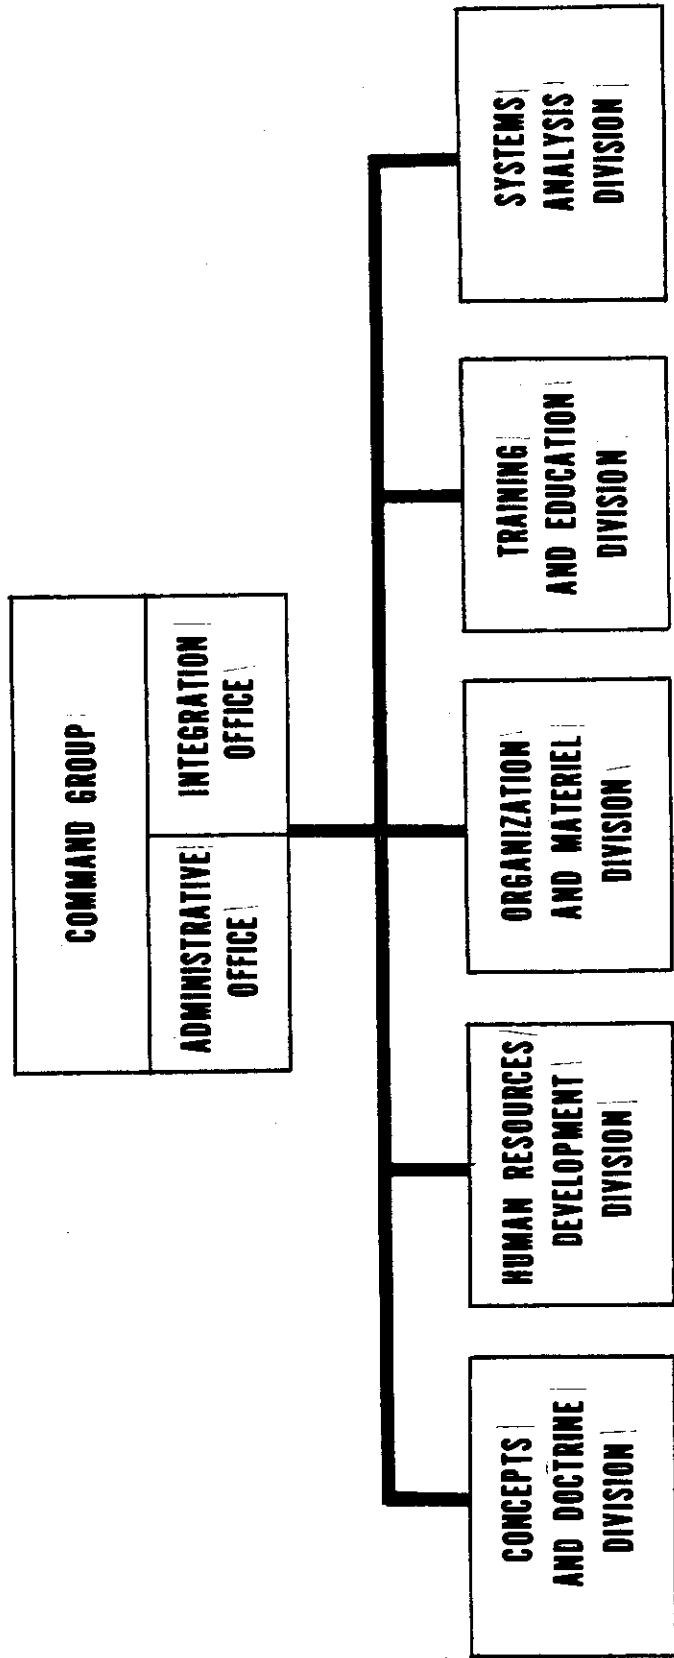 COMMAND GROUP
ADMINISTRATIVE
OFFICE
INTEGRATION
OFFICE
CONCEPTS
AND DOCTRINE
DIVISION
HUMAN RESOURCES
DEVELOPMENT
DIVISION
ORGANIZATION
AND MATERIEL
DIVISION
TRAINING
AND EDUCATION
DIVISION
SYSTEMS
ANALYSIS
DIVISION